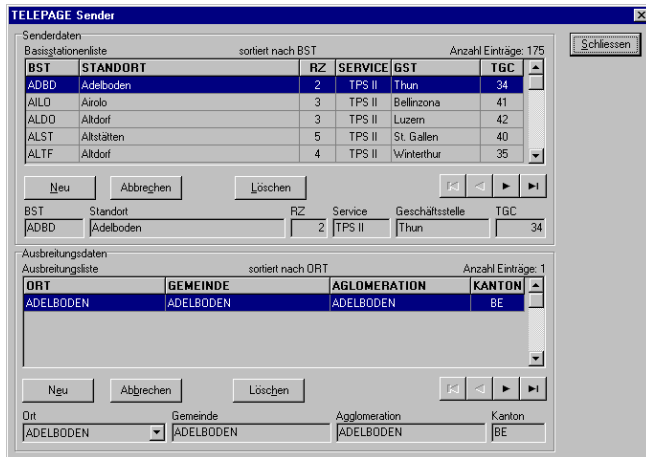 TELEPAGE Sender
Senderdaten
Basisstationenliste sortiert nach BST Anzahl Einträge: 175
Schliessen
BST STANDORT RZ SERVICE GST TGC
ADBD Adelboden 2 TPS II Thun 34
AILO Airolo 3 TPS II Bellinzona 41
ALDO Altdorf 3 TPS II Luzern 42
ALST Altstätten 5 TPS II St. Gallen 40
ALTF Altdorf 4 TPS II Winterthur 35
Neu Abbrechen Löschen
BST Standort RZ Service Geschäftsstelle TGC
ADBD Adelboden 2 TPS II Thun 34
Ausbreitungsdaten
Ausbreitungsliste sortiert nach ORT Anzahl Einträge: 1
ORT GEMEINDE AGLOMERATION KANTON
ADELBODEN ADELBODEN ADELBODEN BE
Neu Abbrechen Löschen
Ort Gemeinde Agglomeration Kanton
ADELBODEN ADELBODEN ADELBODEN BE